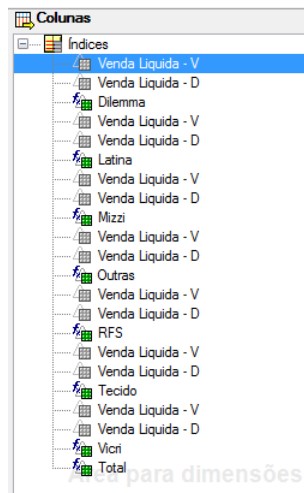 Colunas
Índices
Venda Liquida - V
Venda Liquida - D
Dilemma
Venda Liquida - V
Venda Liquida - D
Latina
Venda Liquida - V
Venda Liquida - D
Mizzi
Venda Liquida - V
Venda Liquida - D
Outras
Venda Liquida - V
Venda Liquida - D
RFS
Venda Liquida - V
Venda Liquida - D
Tecido
Venda Liquida - V
Venda Liquida - D
Vicri
Total
Área para dimensões